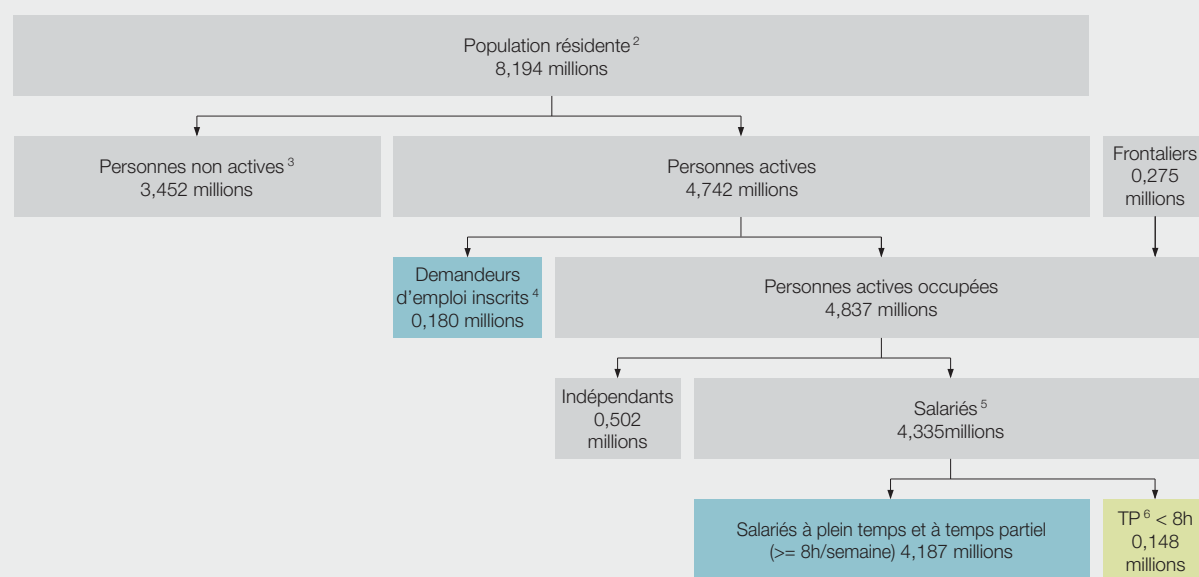 Population résidente ²
8,194 millions
Personnes non actives ³
3,452 millions
Personnes actives
4,742 millions
Frontaliers
0,275
millions
Demandeurs
d’emploi inscrits ⁴
0,180 millions
Personnes actives occupées
4,837 millions
Indépendants
0,502
millions
Salariés ⁵
4,335millions
Salariés à plein temps et à temps partiel
(>= 8h/semaine) 4,187 millions
TP ⁶ < 8h
0,148
millions